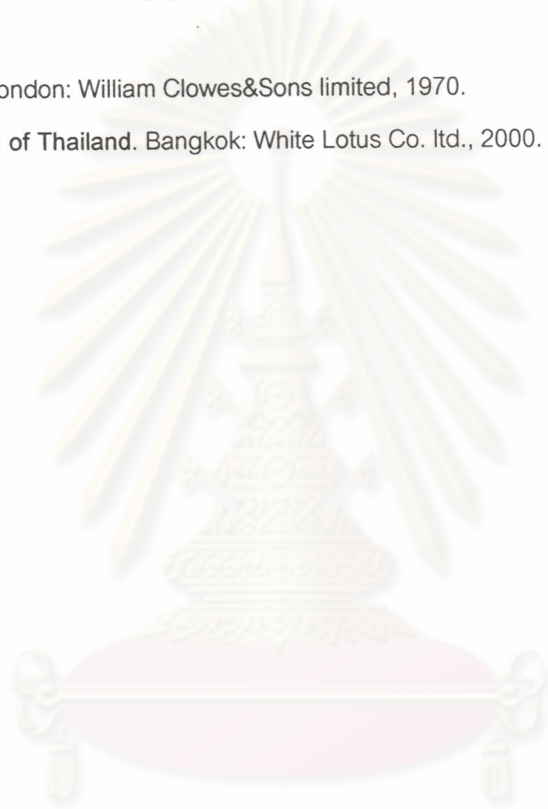 ondon: William Clowes&Sons limited, 1970.
of Thailand. Bangkok: White Lotus Co. ltd., 2000.